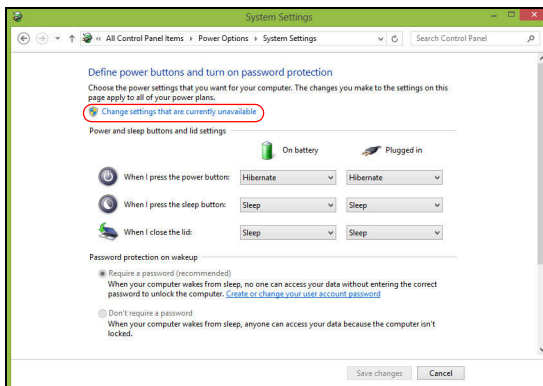 System Settings
« All Control Panel Items › Power Options › System Settings
Search Control Panel
Define power buttons and turn on password protection
Choose the power settings that you want for your computer. The changes you make to the settings on this
page apply to all of your power plans.
Change settings that are currently unavailable
Power and sleep buttons and lid settings
On battery Plugged in
When I press the power button: Hibernate Hibernate
When I press the sleep button: Sleep Sleep
When I close the lid: Sleep Sleep
Password protection on wakeup
Require a password (recommended)
When your computer wakes from sleep, no one can access your data without entering the correct
password to unlock the computer. Create or change your user account password
Don't require a password
When your computer wakes from sleep, anyone can access your data because the computer isn't
locked.
Save changes Cancel